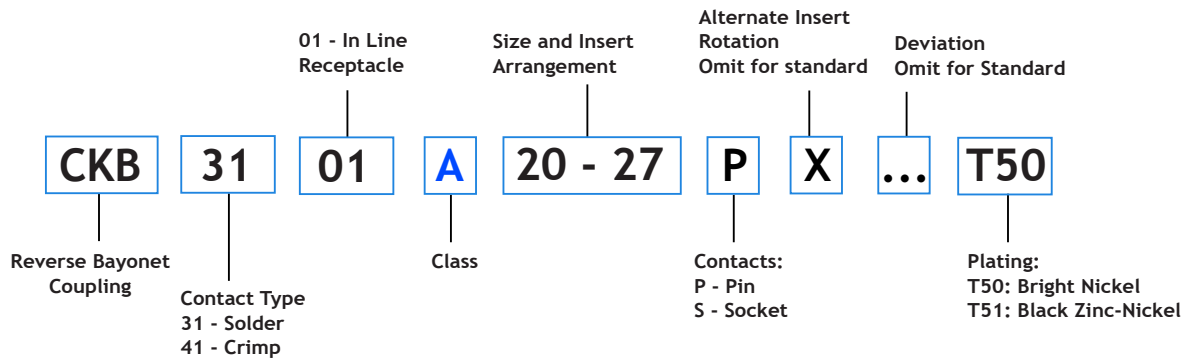 01 - In Line
Receptacle
Size and Insert
Arrangement
Alternate Insert
Rotation
Omit for standard
Deviation
Omit for Standard
CKB
31
01
A
20 - 27
P
X
...
T50
Reverse Bayonet
Coupling
Contact Type
31 - Solder
41 - Crimp
Class
Contacts:
P - Pin
S - Socket
Plating:
T50: Bright Nickel
T51: Black Zinc-Nickel